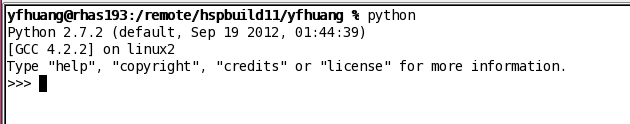 yfhuang@rhas193:/remote/hspbuild11/yfhuang % python
Python 2.7.2 (default, Sep 19 2012, 01:44:39)
[GCC 4.2.2] on linux2
Type "help", "copyright", "credits" or "license" for more information.
>>>